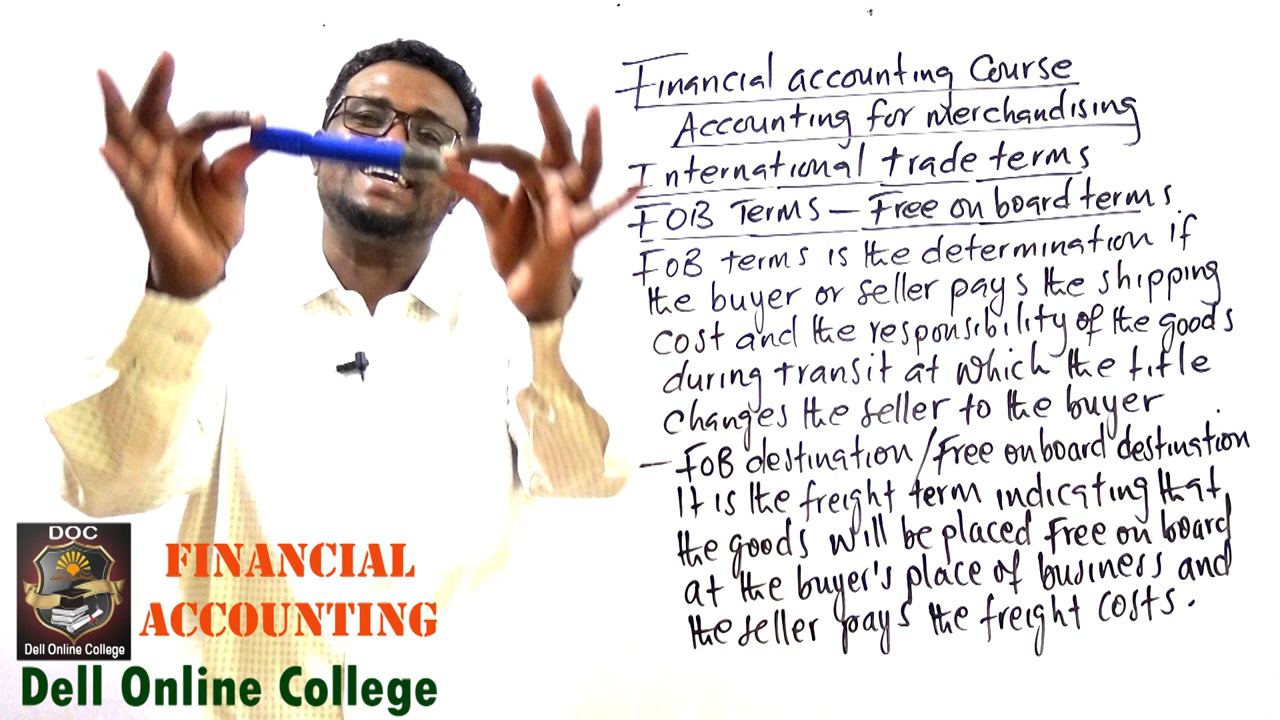 Financial accounting Course
Accounting for merchandising
International trade terms
FOB Terms – Free on board terms.
FOB terms is the determination if
the buyer or seller pays the shipping
cost and the responsibility of the goods
during transit at which the title
changes the seller to the buyer
– FOB destination / Free on board destination
It is the freight term indicating that
the goods will be placed Free on board
at the buyer's place of business and
the seller pays the freight costs.
DOC
Dell Online College
FINANCIAL
ACCOUNTING
Dell Online College